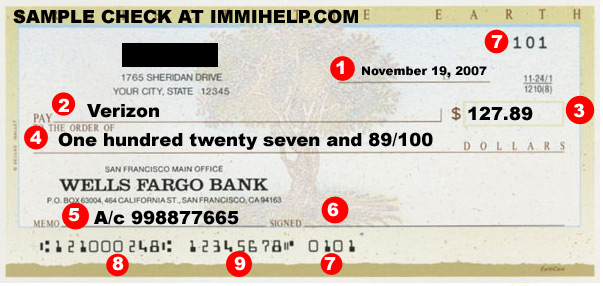 SAMPLE CHECK AT IMMIHELP.COM T H E E A R T H
7 101
1 November 19, 2007
1765 SHERIDAN DRIVE
YOUR CITY, STATE 12345
11-24/1
1210(8)
PAY 2 Verizon $ 127.89 3
TO THE ORDER OF
4 One hundred twenty seven and 89/100
DOLLARS
SAN FRANCISCO MAIN OFFICE
WELLS FARGO BANK
P.O. BOX 63004, 464 CALIFORNIA ST., SAN FRANCISCO, CA 94163
MEMO 5 A/c 998877665 SIGNED 6
⑆121000248⑆ 12345678⑈ 0101
8 9 7
EarthCare